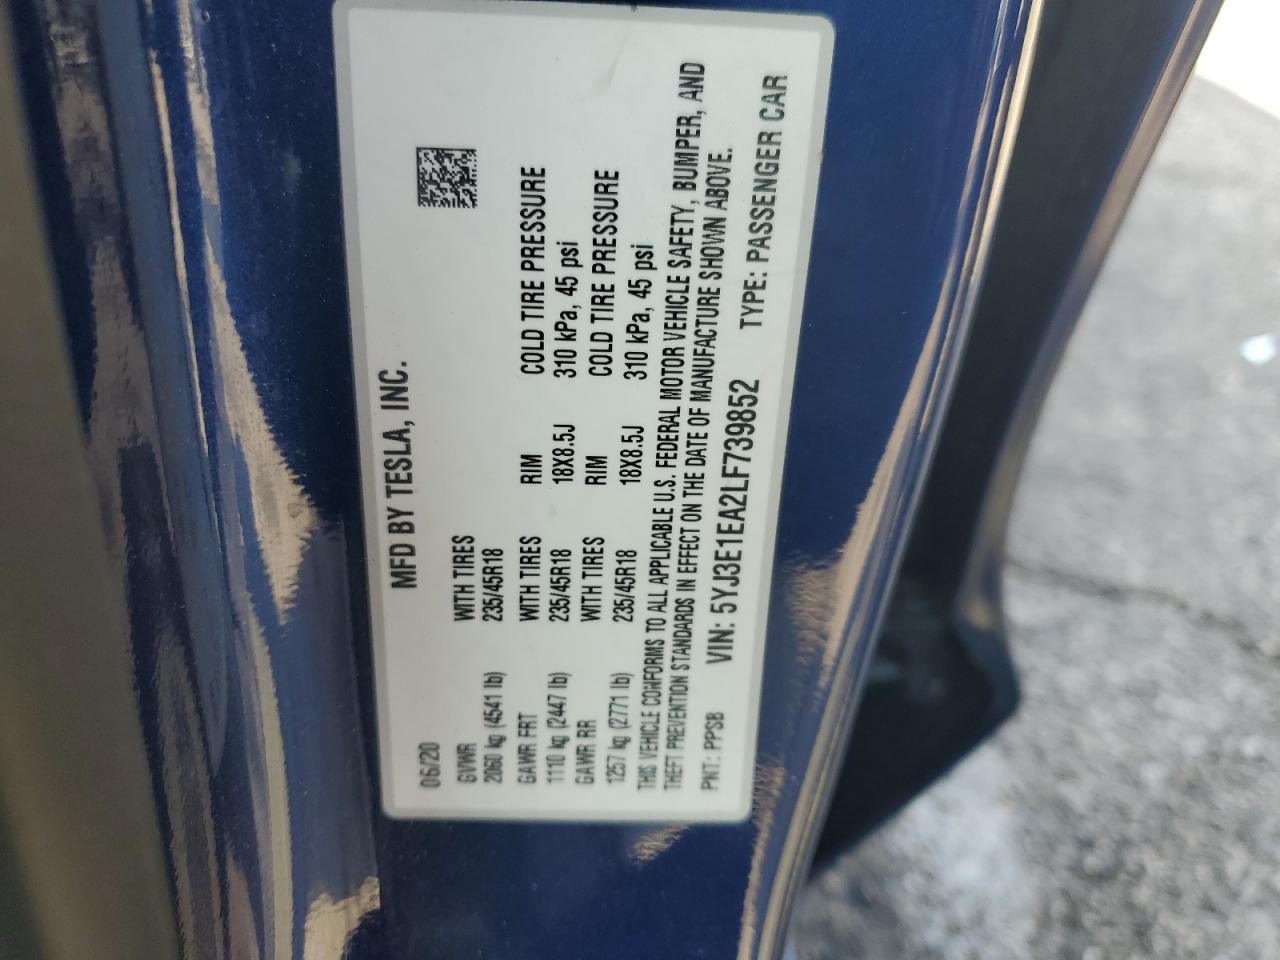 MFD BY TESLA, INC.
06/20
GVWR WITH TIRES
2060 kg (4541 lb) 235/45R18
GAWR FRT WITH TIRES RIM COLD TIRE PRESSURE
1110 kg (2447 lb) 235/45R18 18X8.5J 310 kPa, 45 psi
GAWR RR WITH TIRES RIM COLD TIRE PRESSURE
1257 kg (2771 lb) 235/45R18 18X8.5J 310 kPa, 45 psi
THIS VEHICLE CONFORMS TO ALL APPLICABLE U.S. FEDERAL MOTOR VEHICLE SAFETY, BUMPER, AND
THEFT PREVENTION STANDARDS IN EFFECT ON THE DATE OF MANUFACTURE SHOWN ABOVE.
PNT: PPSB VIN: 5YJ3E1EA2LF739852 TYPE: PASSENGER CAR